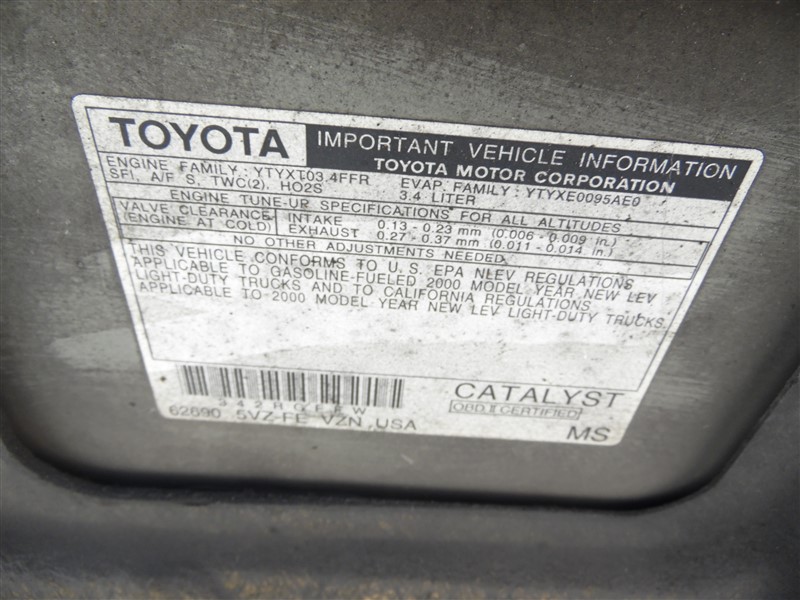 TOYOTA
IMPORTANT VEHICLE INFORMATION
TOYOTA MOTOR CORPORATION
ENGINE FAMILY : YTYXT03.4FFR EVAP. FAMILY : YTYXE0095AE0
SFI, A/F S, TWC(2), HO2S 3.4 LITER
ENGINE TUNE-UP SPECIFICATIONS FOR ALL ALTITUDES
VALVE CLEARANCE INTAKE 0.13 - 0.23 mm (0.006 - 0.009 in.)
(ENGINE AT COLD) EXHAUST 0.27 - 0.37 mm (0.011 - 0.014 in.)
NO OTHER ADJUSTMENTS NEEDED.
THIS VEHICLE CONFORMS TO U.S. EPA NLEV REGULATIONS
APPLICABLE TO GASOLINE-FUELED 2000 MODEL YEAR NEW LEV
LIGHT-DUTY TRUCKS AND TO CALIFORNIA REGULATIONS
APPLICABLE TO 2000 MODEL YEAR NEW LEV LIGHT-DUTY TRUCKS.
CATALYST
OBD II CERTIFIED
62690 5VZ-FE VZN, USA
MS